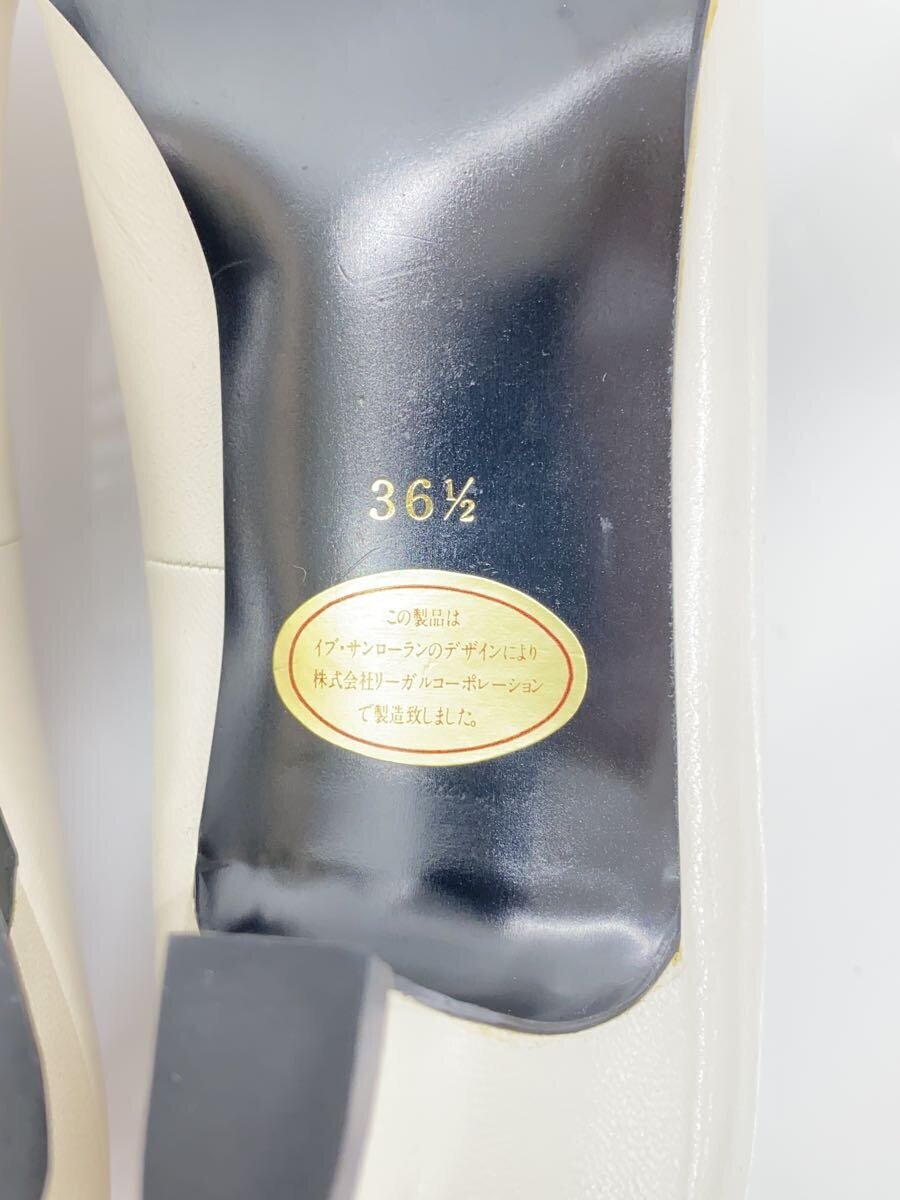 36½
この製品は
イブ・サンローランのデザインにより
株式会社リーガルコーポレーション
で製造致しました。